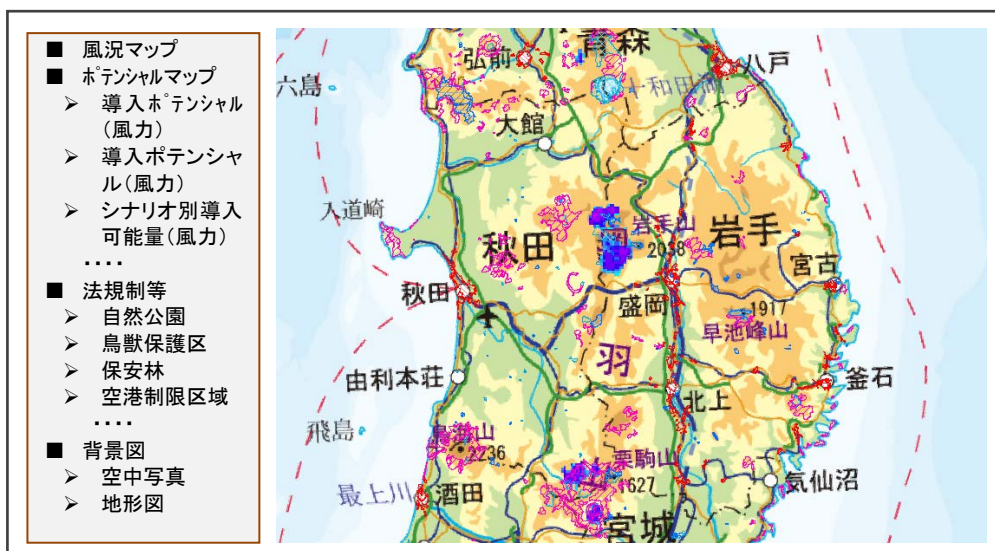 ■ 風況マップ
■ ポテンシャルマップ
➢ 導入ポテンシャル
(風力)
➢ 導入ポテンシャ
ル(風力)
➢ シナリオ別導入
可能量(風力)
‥‥
■ 法規制等
➢ 自然公園
➢ 鳥獣保護区
➢ 保安林
➢ 空港制限区域
‥‥
■ 背景図
➢ 空中写真
➢ 地形図
青森
弘前
八戸
十和田湖
大館
入道崎
岩手山
2038
秋田
岩手
宮古
秋田
盛岡
1917
早池峰山
羽
由利本荘
北上
釜石
飛島
鳥海山
2236
栗駒山
1627
気仙沼
最上川
酒田
宮城